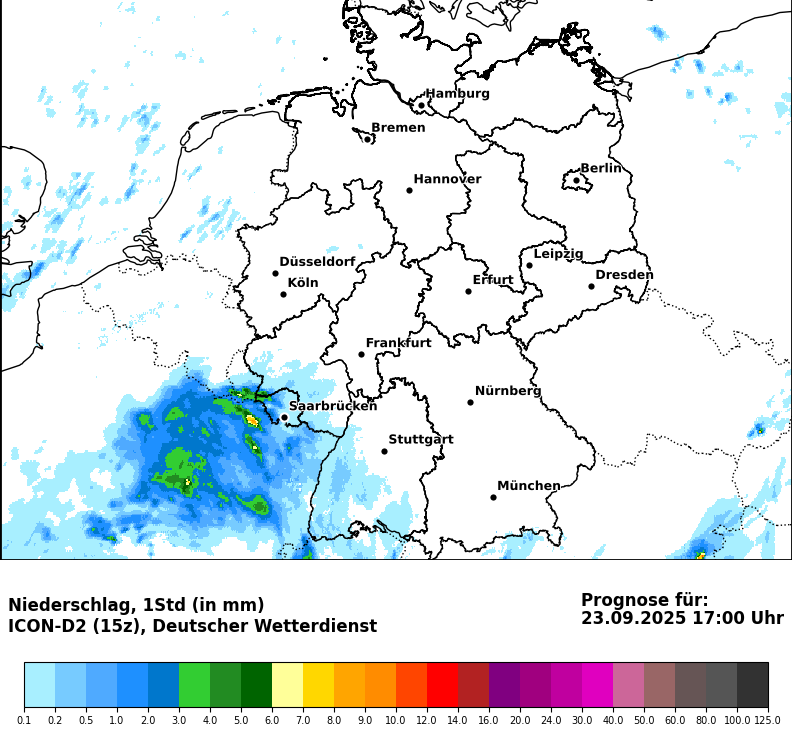 Hamburg
Bremen
Berlin
Hannover
Leipzig
Düsseldorf
Dresden
Köln
Erfurt
Frankfurt
Nürnberg
Saarbrücken
Stuttgart
München
Niederschlag, 1Std (in mm)
ICON-D2 (15z), Deutscher Wetterdienst
Prognose für:
23.09.2025 17:00 Uhr
0.1 0.2 0.5 1.0 2.0 3.0 4.0 5.0 6.0 7.0 8.0 9.0 10.0 12.0 14.0 16.0 20.0 24.0 30.0 40.0 50.0 60.0 80.0 100.0 125.0